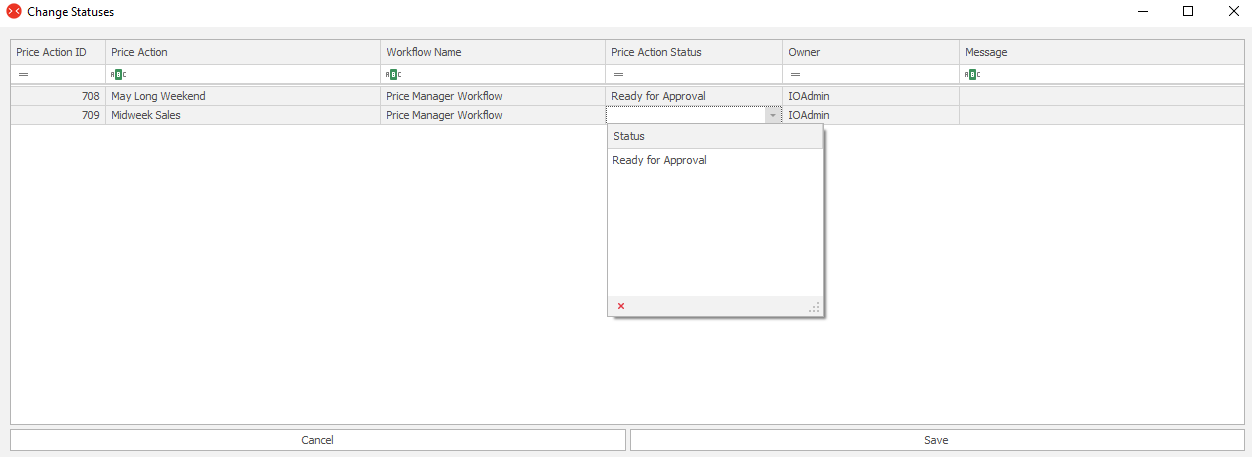 Change Statuses
Price Action ID Price Action Workflow Name Price Action Status Owner Message
= ABC ABC = = ABC
708 May Long Weekend Price Manager Workflow Ready for Approval IOAdmin
709 Midweek Sales Price Manager Workflow IOAdmin
Status
Ready for Approval
Cancel Save